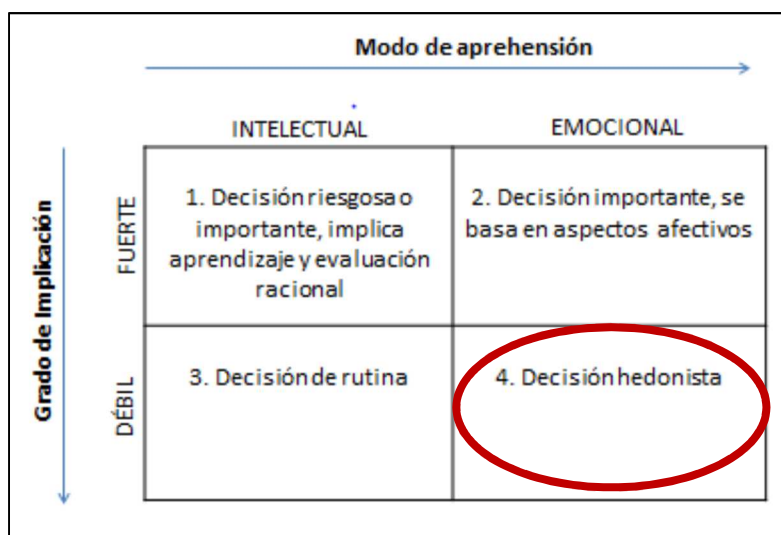 Modo de aprehensión
INTELECTUAL
EMOCIONAL
Grado de Implicación
FUERTE
1. Decisión riesgosa o
importante, implica
aprendizaje y evaluación
racional
2. Decisión importante, se
basa en aspectos afectivos
DÉBIL
3. Decisión de rutina
4. Decisión hedonista